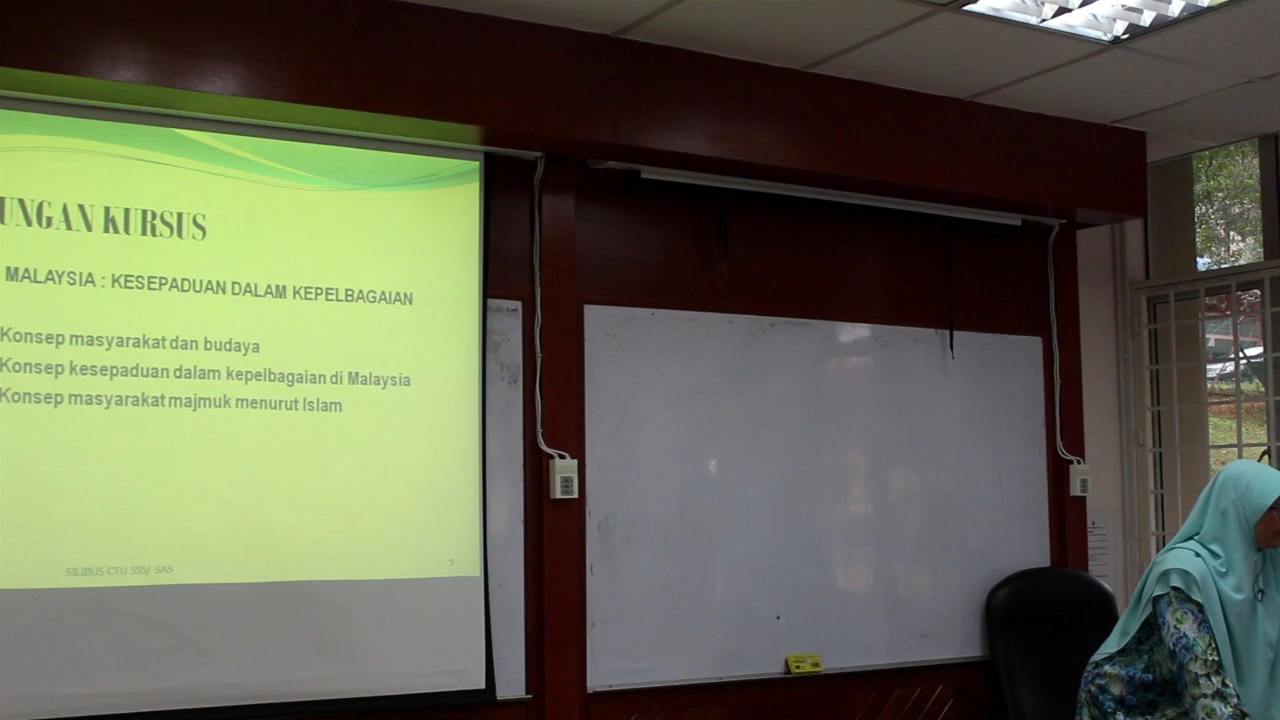 UNGAN KURSUS
MALAYSIA : KESEPADUAN DALAM KEPELBAGAIAN
Konsep masyarakat dan budaya
Konsep kesepaduan dalam kepelbagaian di Malaysia
Konsep masyarakat majmuk menurut Islam
SILIBUS CTU 555/ SAS
5